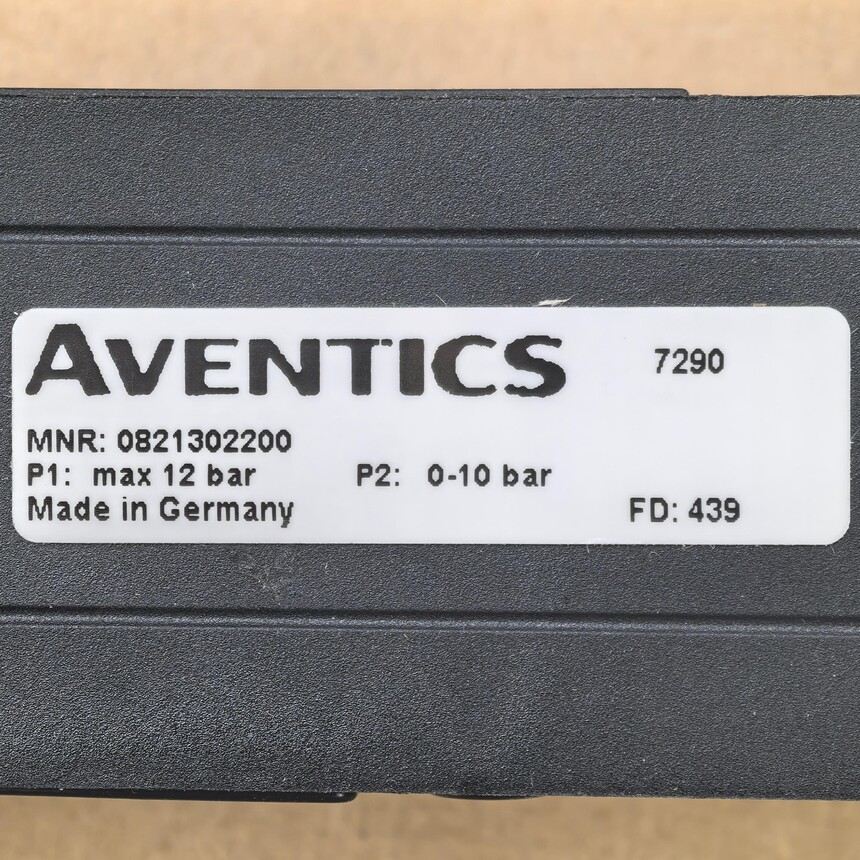 AVENTICS 7290
MNR: 0821302200
P1: max 12 bar P2: 0-10 bar
Made in Germany FD: 439